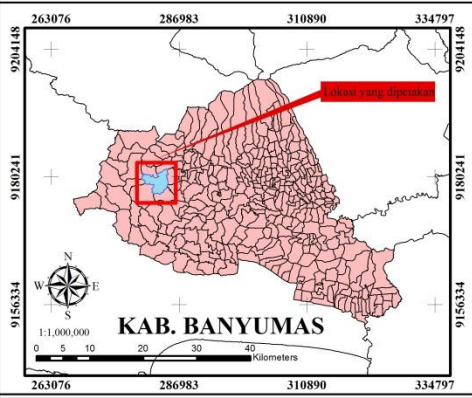 263076 286983 310890 334797
9204148 9204148
Lokasi yang dipetakan
9180241 9180241
N
W E
S
9156334 9156334
1:1,000,000
KAB. BANYUMAS
0 5 10 20 30 40
Kilometers
263076 286983 310890 334797